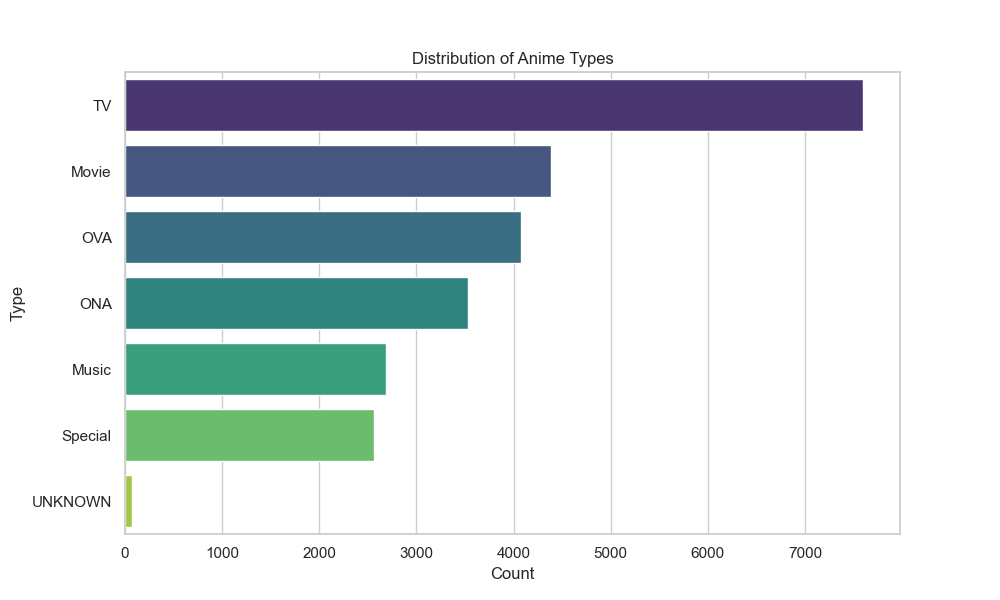 Distribution of Anime Types
Type
TV
Movie
OVA
ONA
Music
Special
UNKNOWN
0 1000 2000 3000 4000 5000 6000 7000
Count